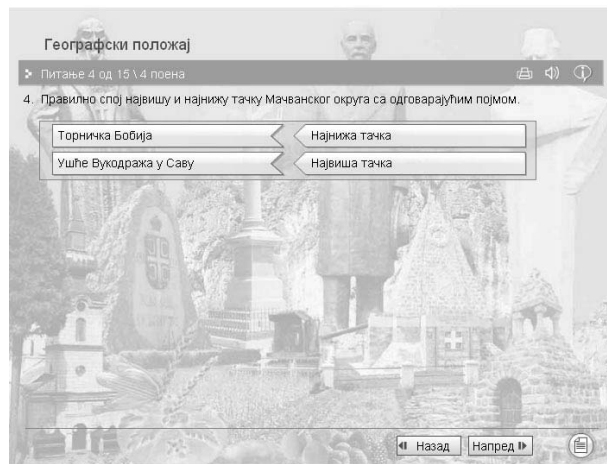 Географски положај
Питање 4 од 15 \ 4 поена
4. Правилно спој највишу и најнижу тачку Мачванског округа са одговарајућим појмом.
Торничка Бобија Најнижа тачка
Ушће Вукодража у Саву Највиша тачка
Назад Напред